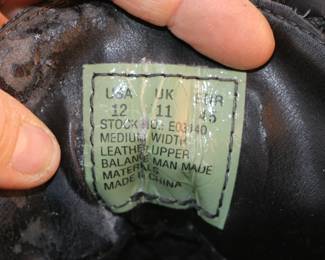 USA UK EUR
12 11 45
STOCK NO.: E03140
MEDIUM WIDTH
LEATHER UPPER
BALANCE MAN MADE
MATERIALS
MADE IN CHINA